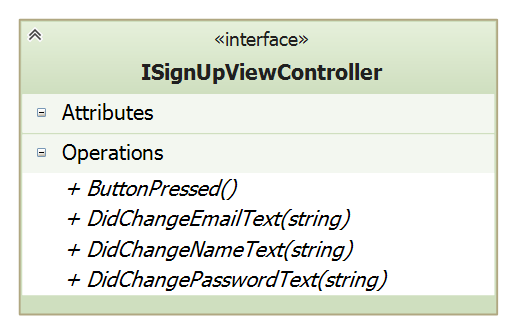 «interface»
ISignUpViewController
Attributes
Operations
+ ButtonPressed()
+ DidChangeEmailText(string)
+ DidChangeNameText(string)
+ DidChangePasswordText(string)